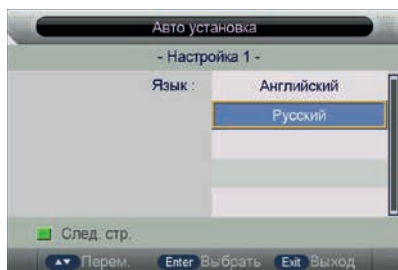 Авто установка
- Настройка 1 -
Язык : Английский
Русский
След. стр.
Перем. Enter Выбрать Exit Выход